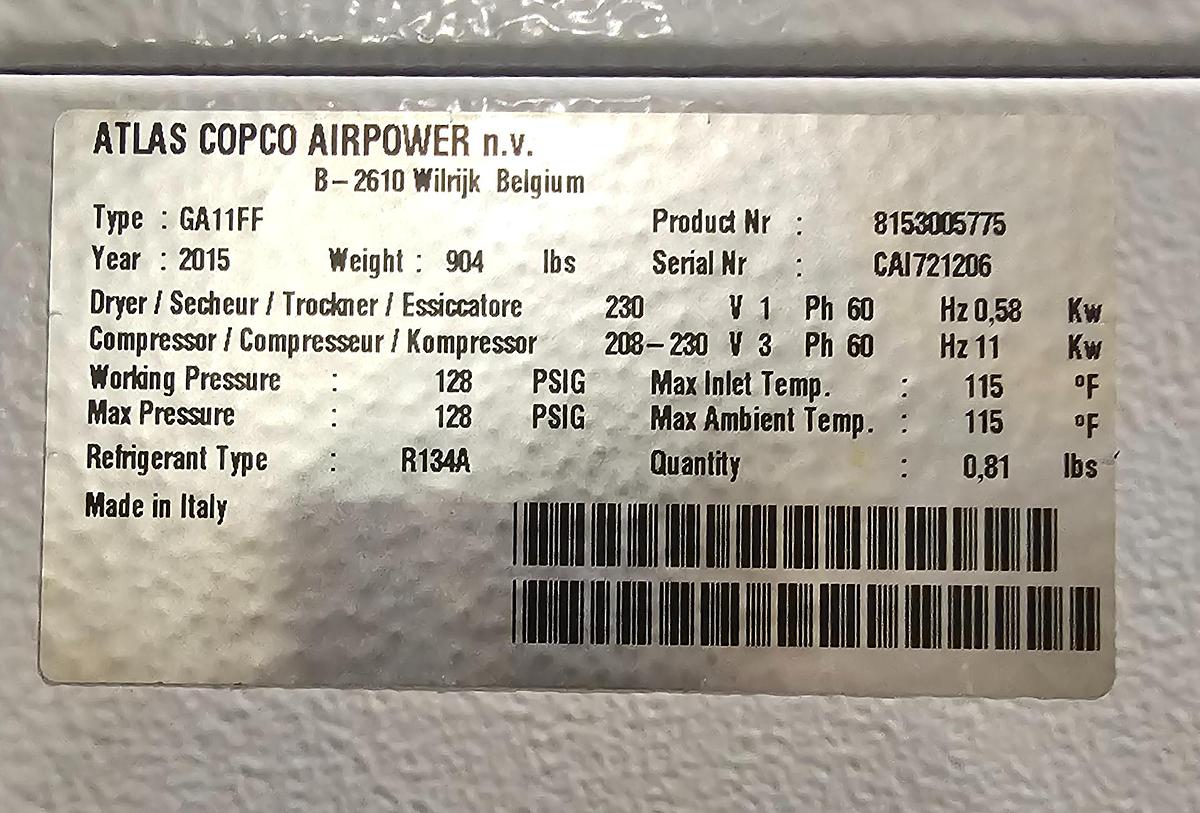 ATLAS COPCO AIRPOWER n.v.
B-2610 Wilrijk Belgium
Type : GA11FF Product Nr : 8153005775
Year : 2015 Weight : 904 lbs Serial Nr : CAI721206
Dryer / Secheur / Trockner / Essiccatore 230 V 1 Ph 60 Hz 0,58 Kw
Compressor / Compresseur / Kompressor 208-230 V 3 Ph 60 Hz 11 Kw
Working Pressure : 128 PSIG Max Inlet Temp. : 115 ºF
Max Pressure : 128 PSIG Max Ambient Temp. : 115 ºF
Refrigerant Type : R134A Quantity : 0,81 lbs
Made in Italy